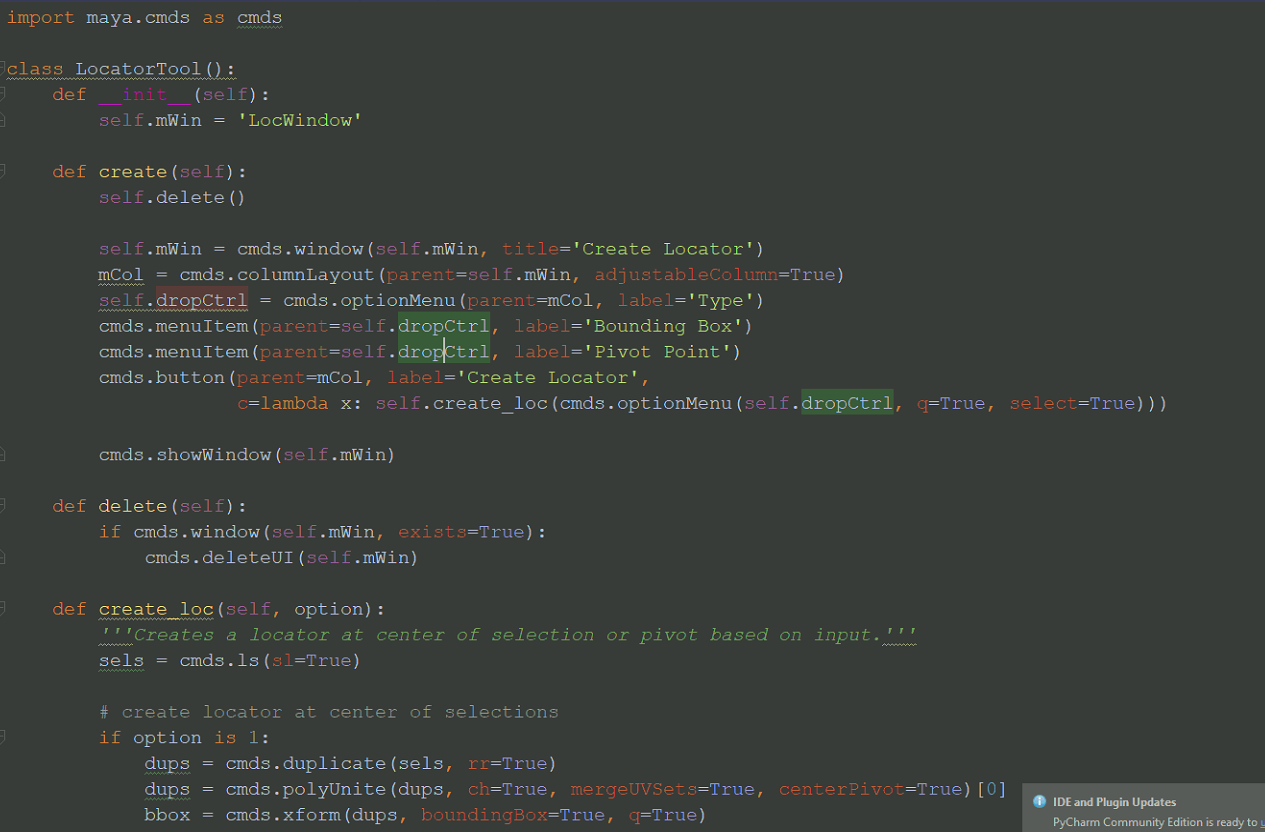 import maya.cmds as cmds
class LocatorTool():
    def __init__(self):
        self.mWin = 'LocWindow'
    def create(self):
        self.delete()
        self.mWin = cmds.window(self.mWin, title='Create Locator')
        mCol = cmds.columnLayout(parent=self.mWin, adjustableColumn=True)
        self.dropCtrl = cmds.optionMenu(parent=mCol, label='Type')
        cmds.menuItem(parent=self.dropCtrl, label='Bounding Box')
        cmds.menuItem(parent=self.dropCtrl, label='Pivot Point')
        cmds.button(parent=mCol, label='Create Locator',
                    c=lambda x: self.create_loc(cmds.optionMenu(self.dropCtrl, q=True, select=True)))
        cmds.showWindow(self.mWin)
    def delete(self):
        if cmds.window(self.mWin, exists=True):
            cmds.deleteUI(self.mWin)
    def create_loc(self, option):
        '''Creates a locator at center of selection or pivot based on input.'''
        sels = cmds.ls(sl=True)
        # create locator at center of selections
        if option is 1:
            dups = cmds.duplicate(sels, rr=True)
            dups = cmds.polyUnite(dups, ch=True, mergeUVSets=True, centerPivot=True)[0]
            bbox = cmds.xform(dups, boundingBox=True, q=True)
IDE and Plugin Updates
PyCharm Community Edition is ready to